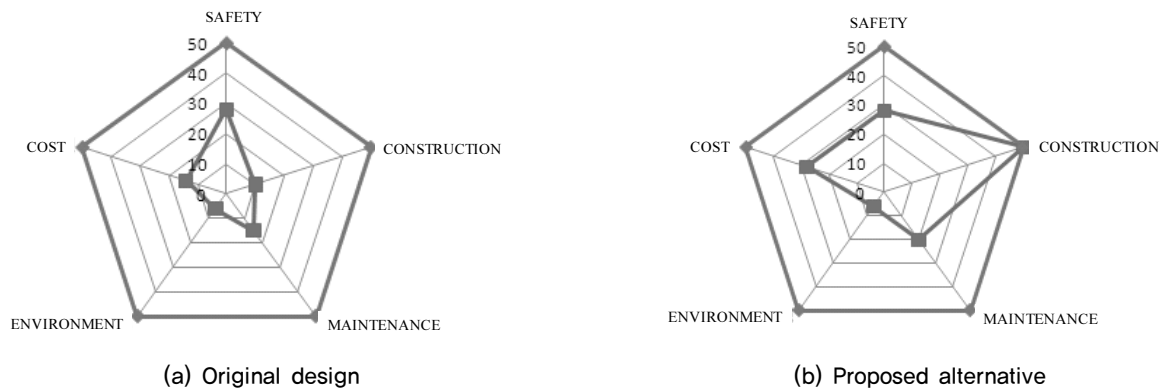 SAFETY
50
40
30
20
10
0
COST
CONSTRUCTION
ENVIRONMENT
MAINTENANCE
(a) Original design
SAFETY
50
40
30
20
10
0
COST
CONSTRUCTION
ENVIRONMENT
MAINTENANCE
(b) Proposed alternative